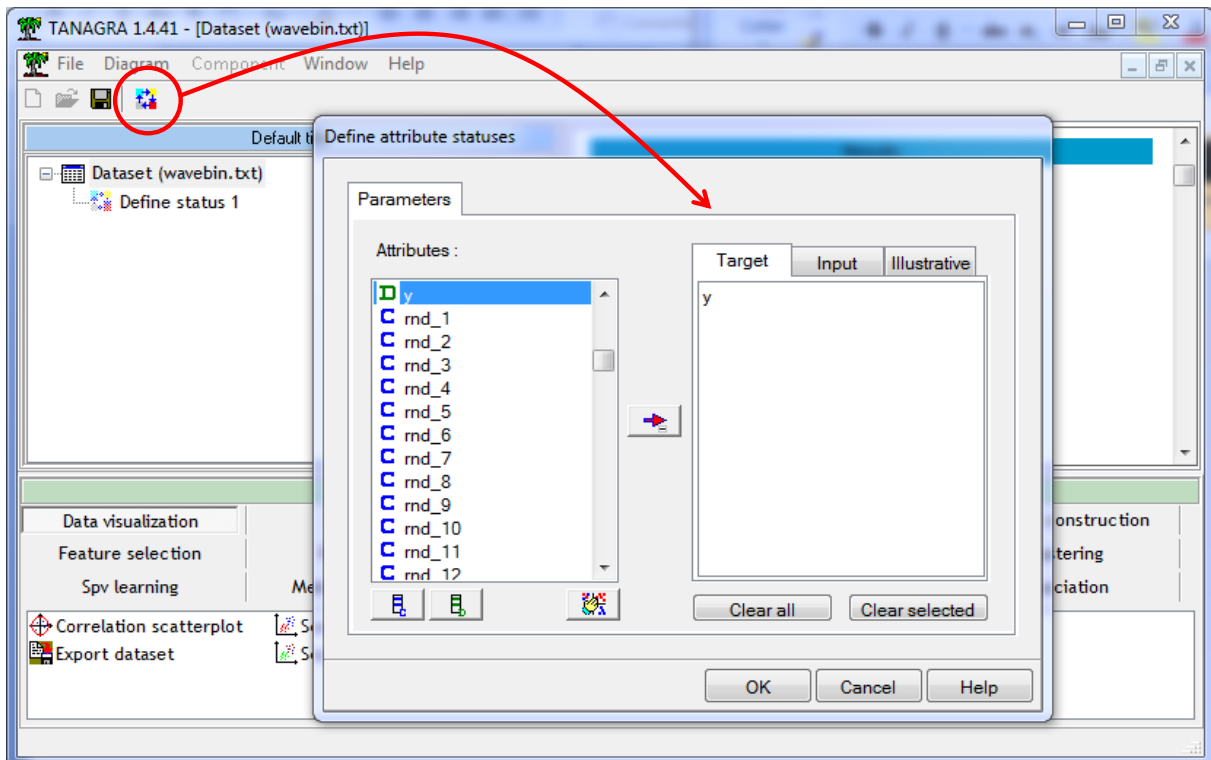 TANAGRA 1.4.41 - [Dataset (wavebin.txt)]
File Diagram Component Window Help
Default ti
Dataset (wavebin.txt)
Define status 1
Define attribute statuses
Parameters
Attributes :
Target Input Illustrative
y
rnd_1
rnd_2
rnd_3
rnd_4
rnd_5
rnd_6
rnd_7
rnd_8
rnd_9
rnd_10
rnd_11
rnd_12
y
Clear all Clear selected
OK Cancel Help
Data visualization
onstruction
Feature selection
stering
Spv learning
Me
ciation
Correlation scatterplot
Export dataset